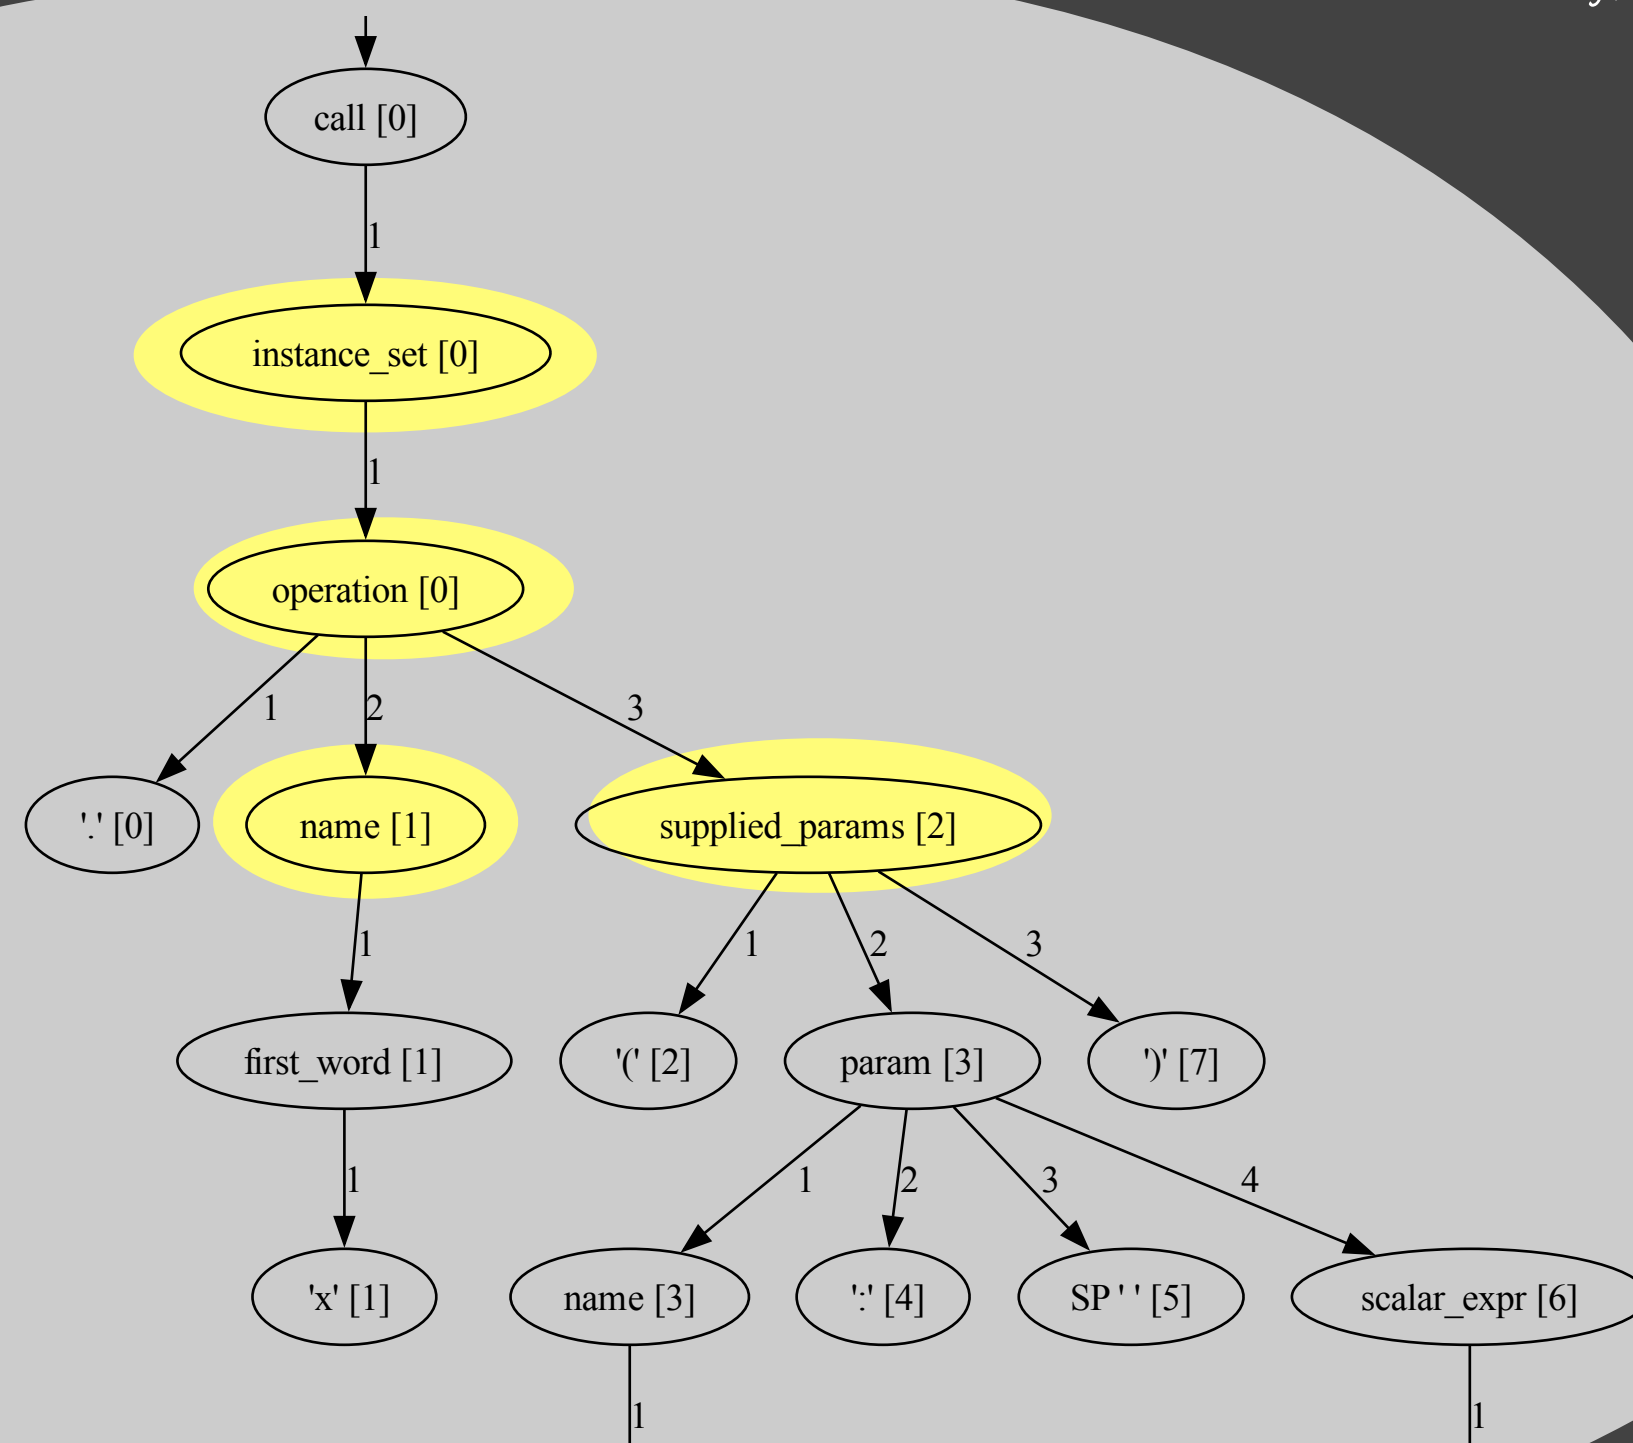 call [0]
1
instance_set [0]
1
operation [0]
1 2 3
'.' [0] name [1] supplied_params [2]
1 1 2 3
first_word [1] '(' [2] param [3] ')' [7]
1 1 2 3 4
'x' [1] name [3] ':' [4] SP ' ' [5] scalar_expr [6]
1 1